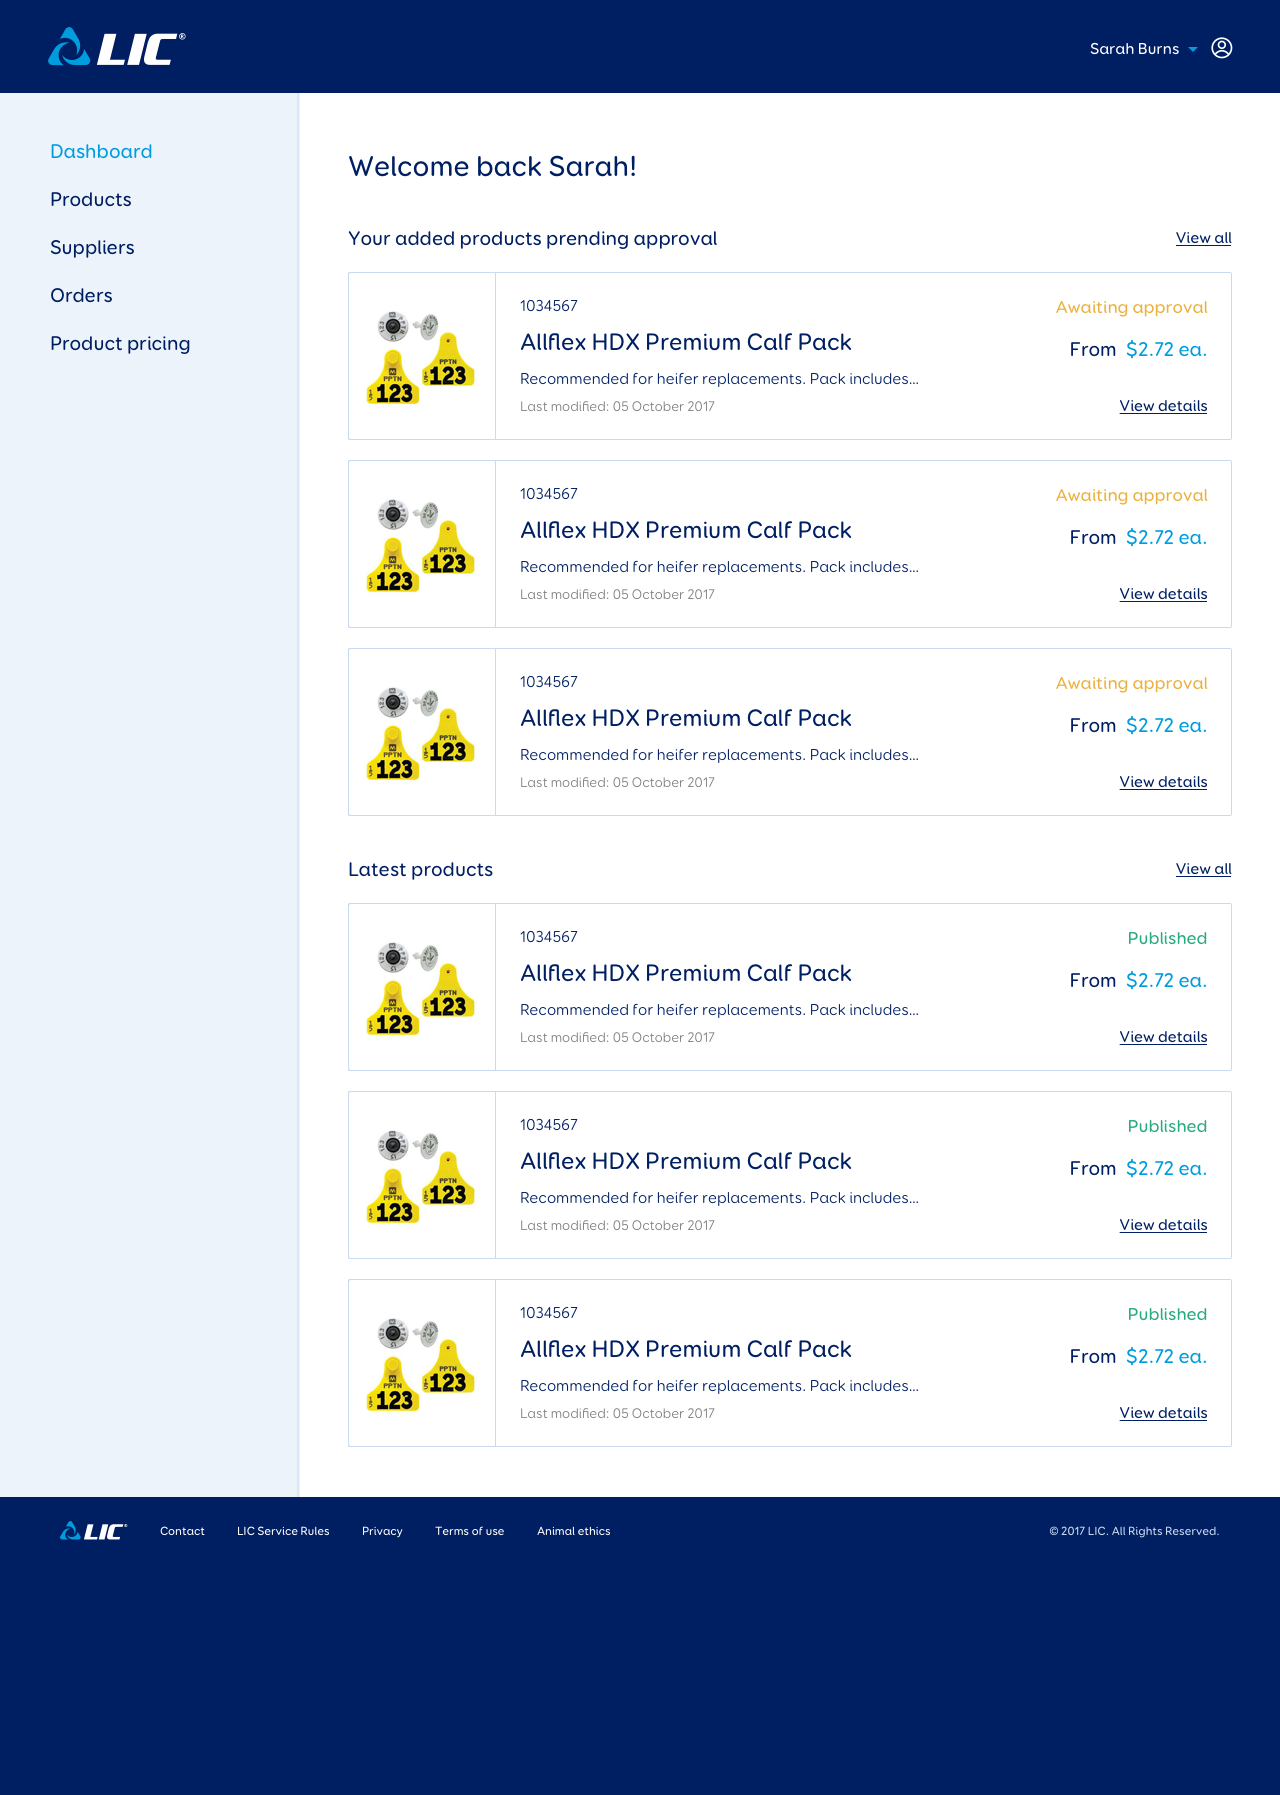 LIC®
Sarah Burns
Dashboard
Products
Suppliers
Orders
Product pricing
Welcome back Sarah!
Your added products prending approval
View all
PPTN
123
PPTN
123
1034567
Awaiting approval
Allflex HDX Premium Calf Pack
From $2.72 ea.
Recommended for heifer replacements. Pack includes...
Last modified: 05 October 2017
View details
PPTN
123
PPTN
123
1034567
Awaiting approval
Allflex HDX Premium Calf Pack
From $2.72 ea.
Recommended for heifer replacements. Pack includes...
Last modified: 05 October 2017
View details
PPTN
123
PPTN
123
1034567
Awaiting approval
Allflex HDX Premium Calf Pack
From $2.72 ea.
Recommended for heifer replacements. Pack includes...
Last modified: 05 October 2017
View details
Latest products
View all
PPTN
123
PPTN
123
1034567
Published
Allflex HDX Premium Calf Pack
From $2.72 ea.
Recommended for heifer replacements. Pack includes...
Last modified: 05 October 2017
View details
PPTN
123
PPTN
123
1034567
Published
Allflex HDX Premium Calf Pack
From $2.72 ea.
Recommended for heifer replacements. Pack includes...
Last modified: 05 October 2017
View details
PPTN
123
PPTN
123
1034567
Published
Allflex HDX Premium Calf Pack
From $2.72 ea.
Recommended for heifer replacements. Pack includes...
Last modified: 05 October 2017
View details
LIC® Contact LIC Service Rules Privacy Terms of use Animal ethics © 2017 LIC. All Rights Reserved.